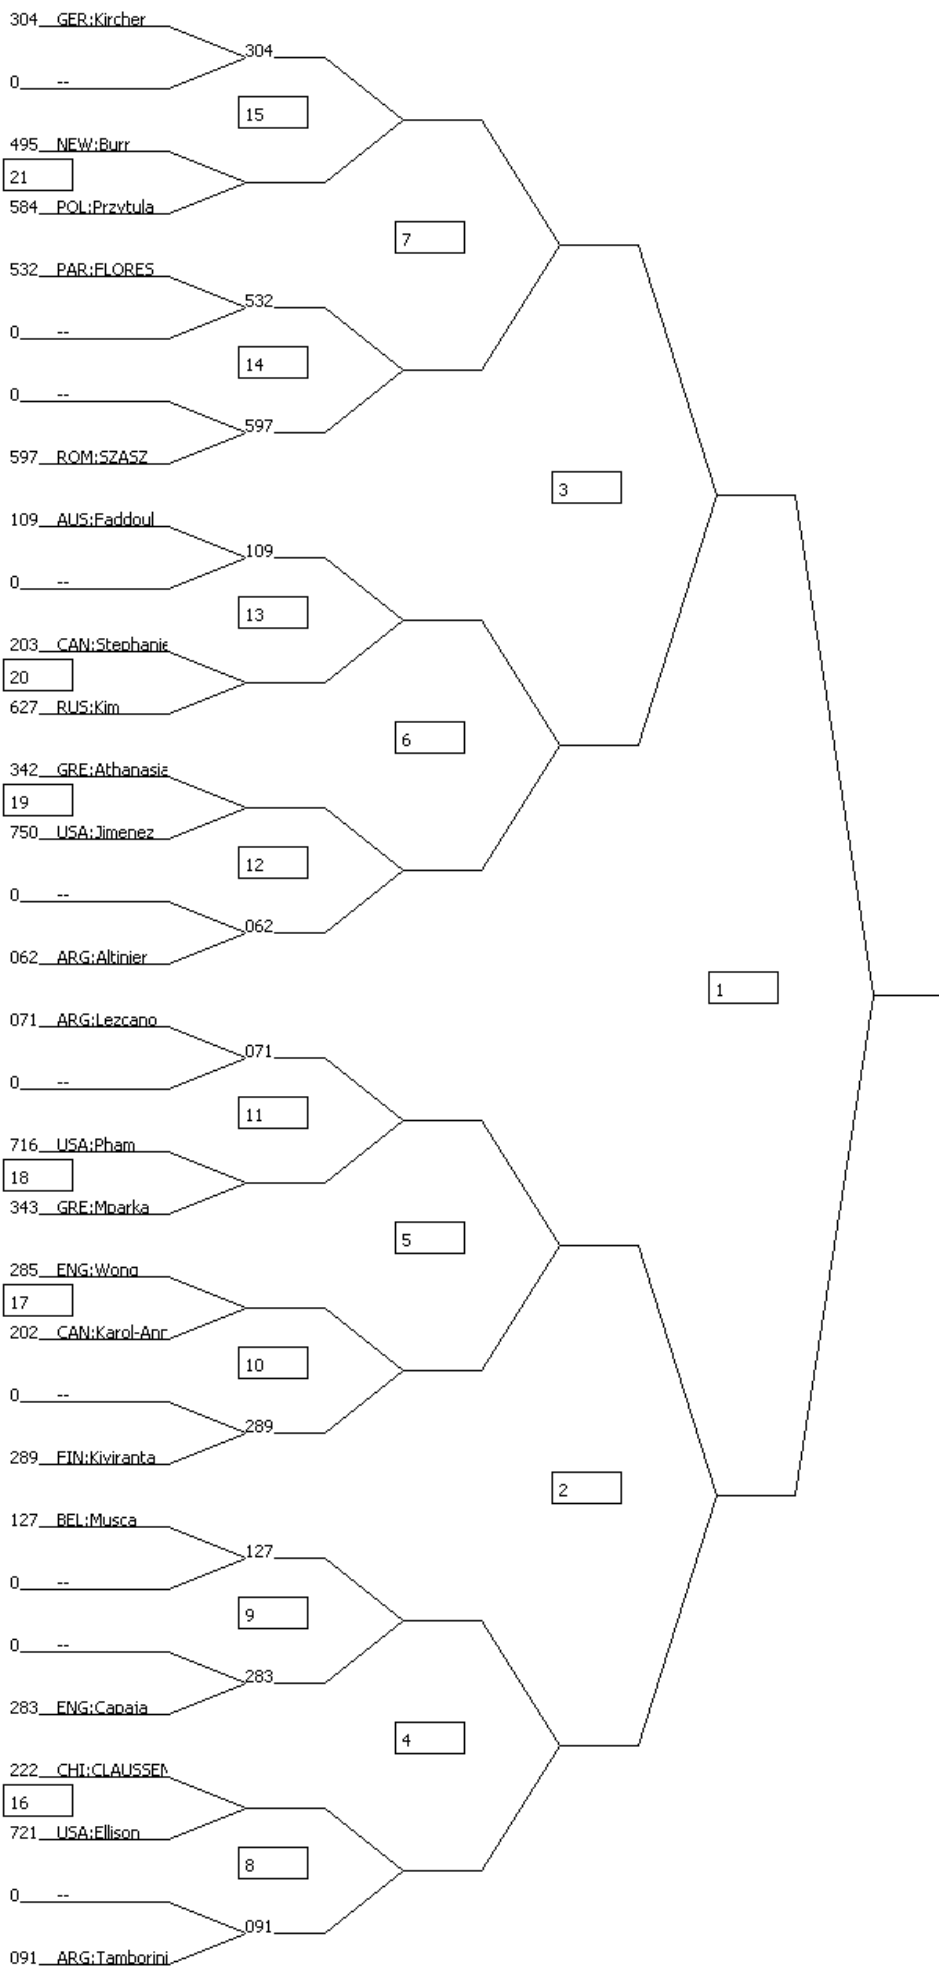 304 GER:Kircher
304
0 --
15
495 NEW:Burr
21
584 POL:Przytula
7
532 PAR:FLORES
532
0 --
14
0 --
597
597 ROM:SZASZ
3
109 AUS:Faddoul
109
0 --
13
203 CAN:Stephanie
20
627 RUS:Kim
6
342 GRE:Athanasia
19
750 USA:Jimenez
12
0 --
062
062 ARG:Altinier
1
071 ARG:Lezcano
071
0 --
11
716 USA:Pham
18
343 GRE:Mparka
5
285 ENG:Wong
17
202 CAN:Karol-Anr
10
0 --
289
289 FIN:Kiviranta
2
127 BEL:Musca
127
0 --
9
0 --
283
283 ENG:Capaja
4
222 CHI:CLAUSSEN
16
721 USA:Ellison
8
0 --
091
091 ARG:Tamborini